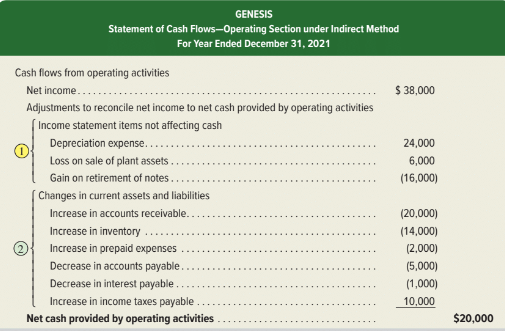 GENESIS
Statement of Cash Flows—Operating Section under Indirect Method
For Year Ended December 31, 2021
Cash flows from operating activities
Net income. . . . . . . . . . . . . . . . . . . . . . . . . . . $ 38,000
Adjustments to reconcile net income to net cash provided by operating activities
Income statement items not affecting cash
1
Depreciation expense. . . . . . . . . . . . . . . . . . . . 24,000
Loss on sale of plant assets . . . . . . . . . . . . . . . . . . . . 6,000
Gain on retirement of notes . . . . . . . . . . . . . . . . . . . . (16,000)
Changes in current assets and liabilities
Increase in accounts receivable. . . . . . . . . . . . . . . . . . . . (20,000)
Increase in inventory . . . . . . . . . . . . . . . . . . . . (14,000)
2
Increase in prepaid expenses . . . . . . . . . . . . . . . . . . . . (2,000)
Decrease in accounts payable . . . . . . . . . . . . . . . . . . . . (5,000)
Decrease in interest payable . . . . . . . . . . . . . . . . . . . . (1,000)
Increase in income taxes payable . . . . . . . . . . . . . . . . . . . . 10,000
Net cash provided by operating activities . . . . . . . . . . . . . . . . . . . . $20,000